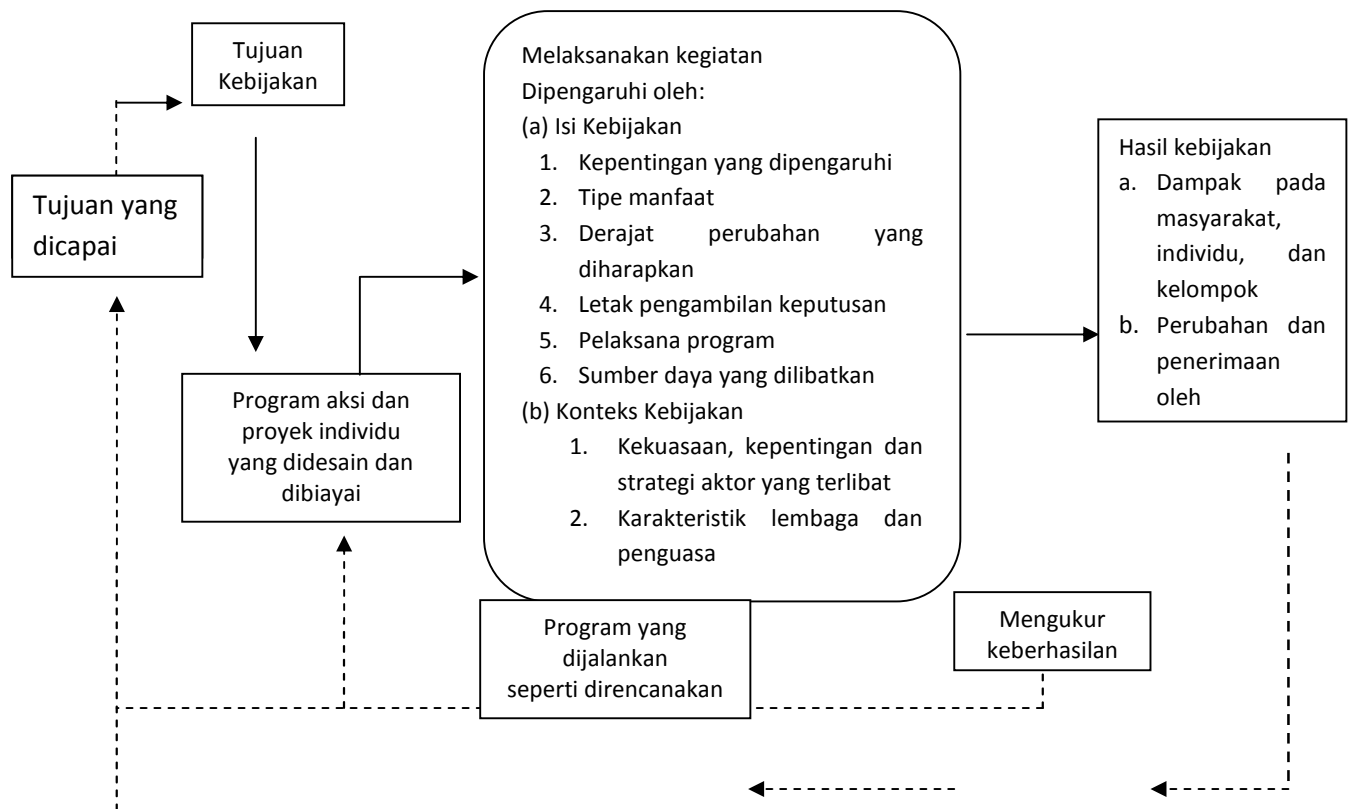 Tujuan
Kebijakan
Tujuan yang
dicapai
Program aksi dan
proyek individu
yang didesain dan
dibiayai
Melaksanakan kegiatan
Dipengaruhi oleh:
(a) Isi Kebijakan
1. Kepentingan yang dipengaruhi
2. Tipe manfaat
3. Derajat perubahan yang
diharapkan
4. Letak pengambilan keputusan
5. Pelaksana program
6. Sumber daya yang dilibatkan
(b) Konteks Kebijakan
1. Kekuasaan, kepentingan dan
strategi aktor yang terlibat
2. Karakteristik lembaga dan
penguasa
Hasil kebijakan
a. Dampak pada
masyarakat,
individu, dan
kelompok
b. Perubahan dan
penerimaan
oleh
Program yang
dijalankan
seperti direncanakan
Mengukur
keberhasilan